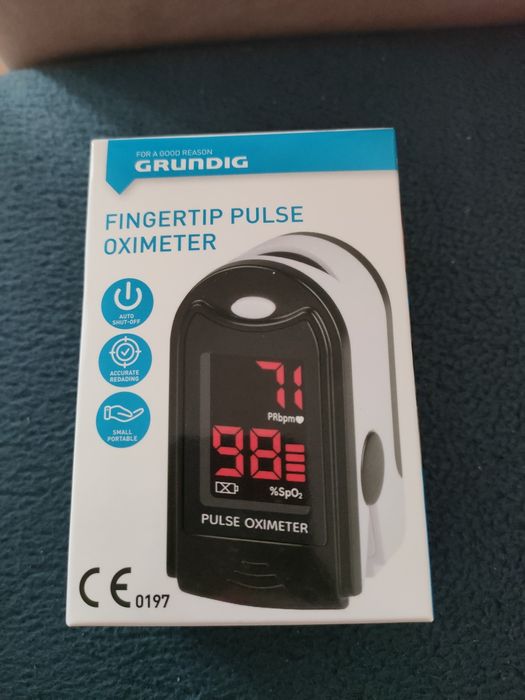 FOR A GOOD REASON
GRUNDIG
FINGERTIP PULSE
OXIMETER
AUTO
SHUT-OFF
ACCURATE
REDADING
SMALL
PORTABLE
71
PRbpm♥
98
%SpO₂
PULSE OXIMETER
CE 0197